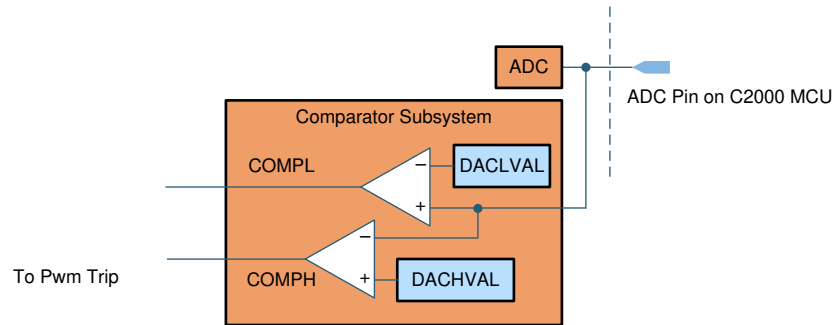 ADC
ADC Pin on C2000 MCU
Comparator Subsystem
COMPL
−
DACLVAL
+
−
To Pwm Trip
COMPH
+
DACHVAL